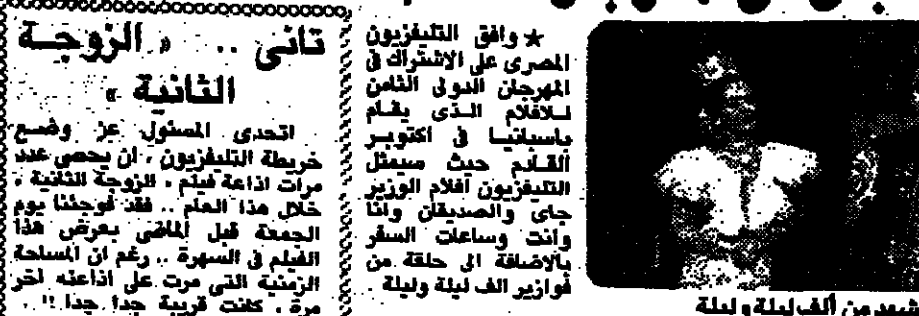 ★ وافق التليفزيون
المصرى على الاشتراك فى
المهرجان الدولى الثامن
للافلام الذى يقام
باسبانيا فى اكتوبر
القادم حيث سيمثل
التليفزيون افلام الوزير
جاى والصديقان وانا
وانت وساعات السفر
بالاضافة الى حلقة من
فوازير الف ليلة وليلة .
مشهد من ألف ليلة وليلة
تانى .. « الزوجة
الثانية »
اتحدى المسئول عن وضع
خريطة التليفزيون ، ان يحصى عدد
مرات اذاعة فيلم ، الزوجة الثانية ،
خلال هذا العام .. فقد فوجئنا يوم
الجمعة قبل الماضى بعرض هذا
الفيلم فى السهرة .. رغم ان المساحة
الزمنية التى مرت على اذاعته اخر
مرة ، كانت قريبة جدا جدا !! .